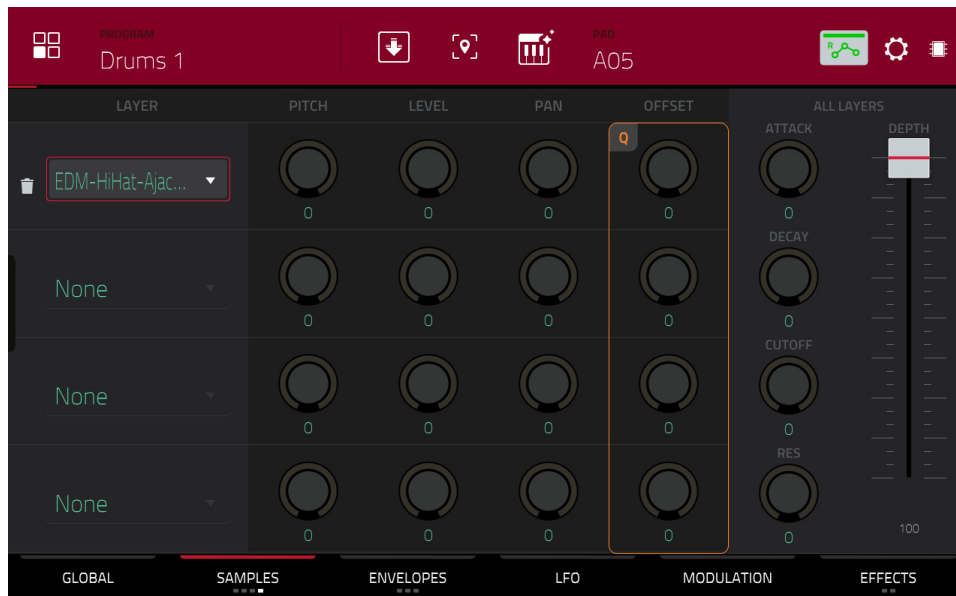 PROGRAM
Drums 1
PAD
A05
R
LAYER PITCH LEVEL PAN OFFSET ALL LAYERS
ATTACK DEPTH
Q
EDM-HiHat-Ajac...
0 0 0 0 0
DECAY
None
0 0 0 0 0
CUTOFF
None
0 0 0 0 0
RES
None
0 0 0 0 0
100
GLOBAL SAMPLES ENVELOPES LFO MODULATION EFFECTS